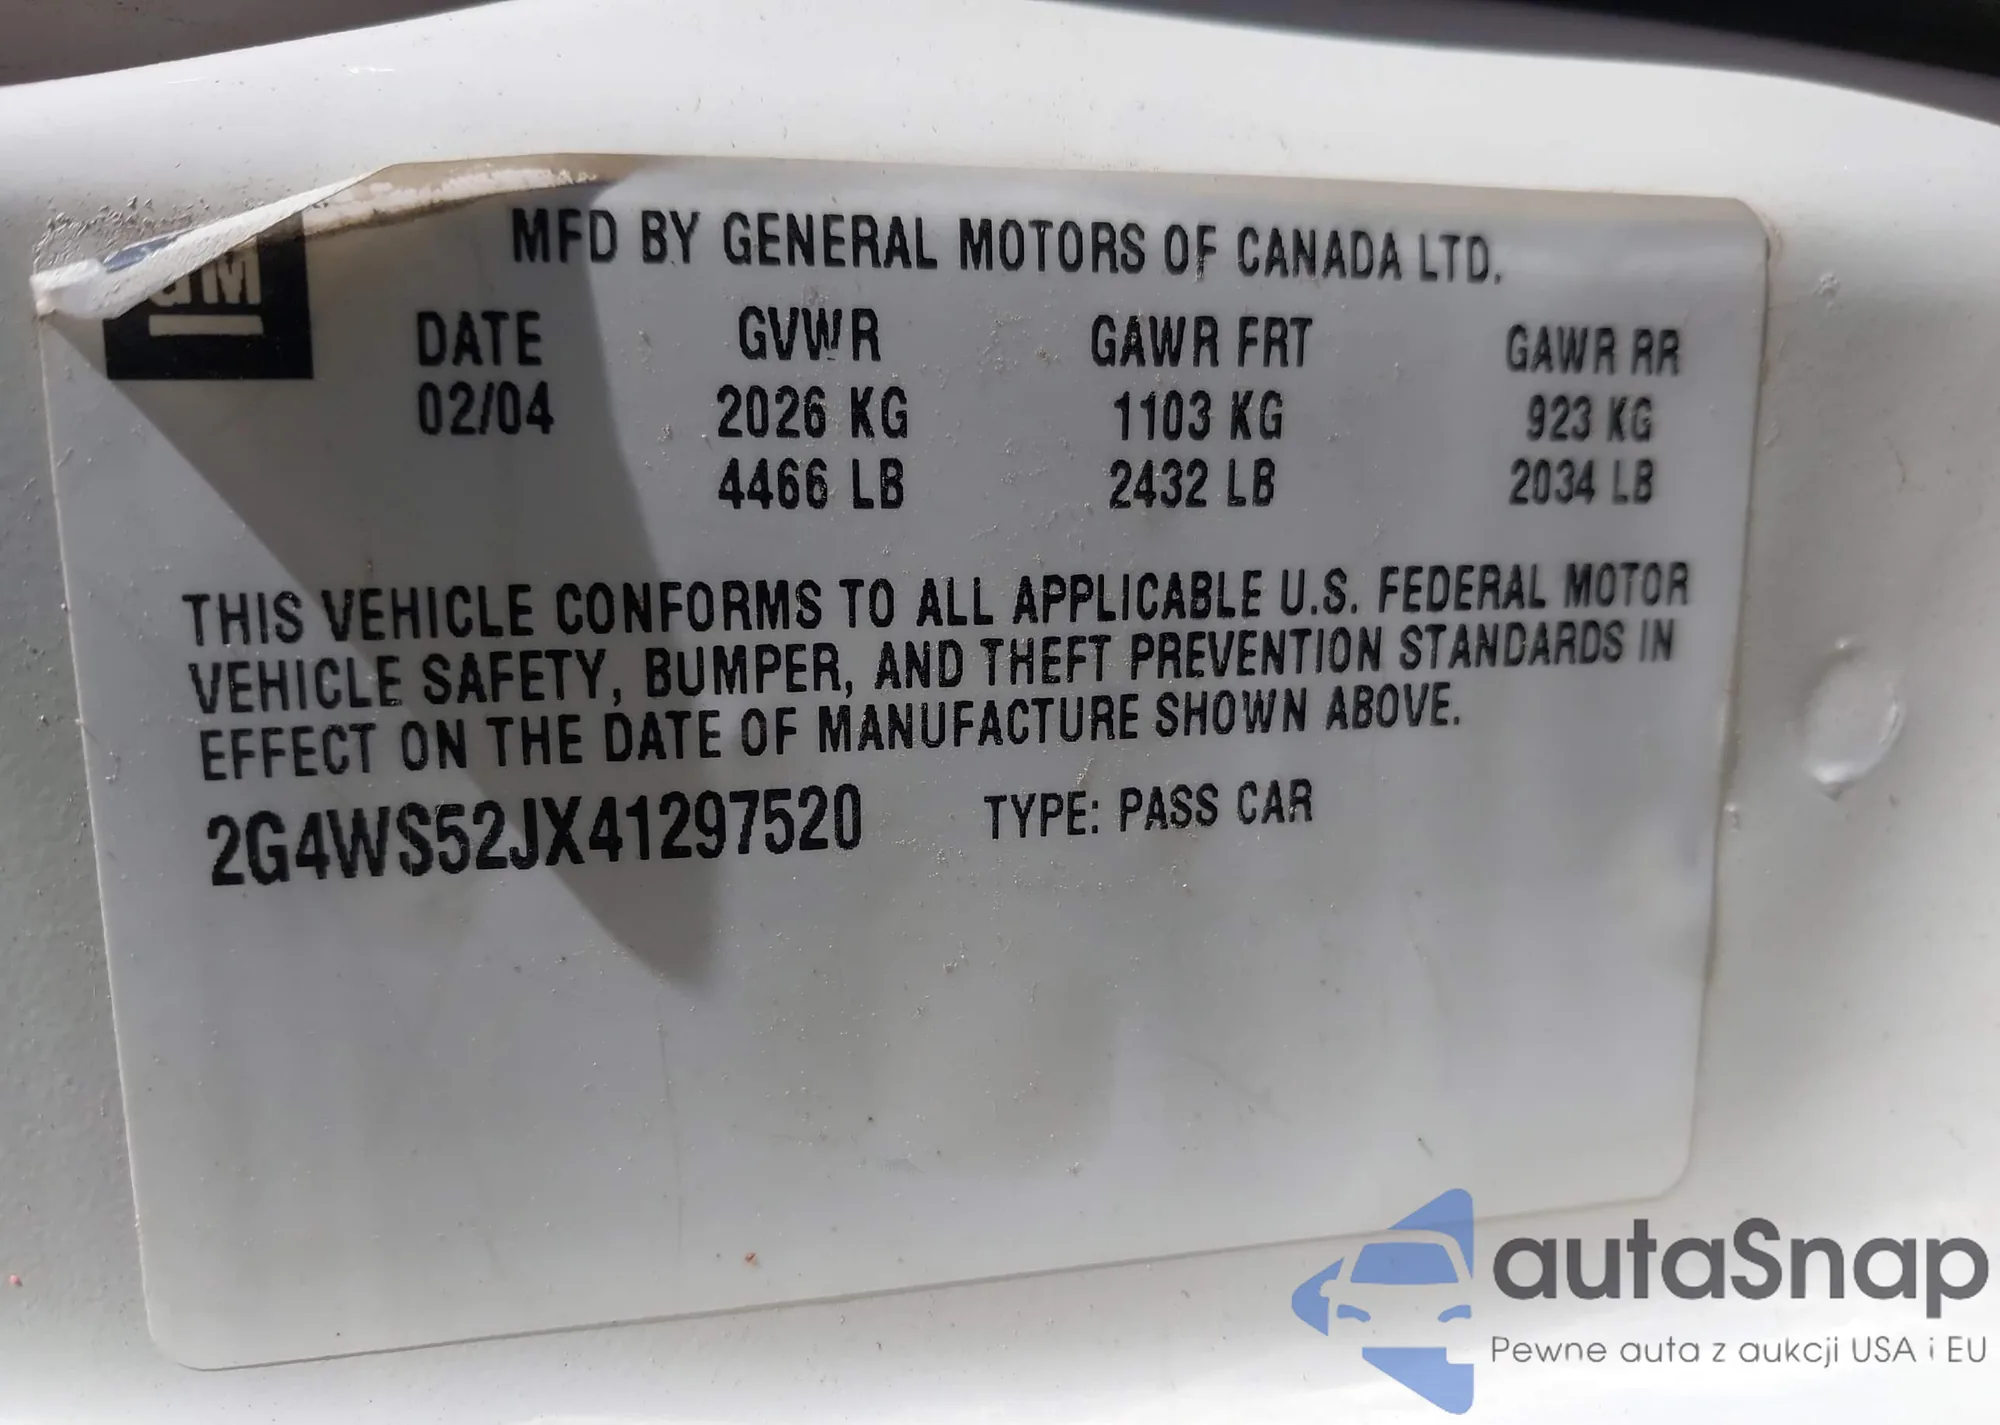 GM
MFD BY GENERAL MOTORS OF CANADA LTD.
DATE GVWR GAWR FRT GAWR RR
02/04 2026 KG 1103 KG 923 KG
4466 LB 2432 LB 2034 LB
THIS VEHICLE CONFORMS TO ALL APPLICABLE U.S. FEDERAL MOTOR
VEHICLE SAFETY, BUMPER, AND THEFT PREVENTION STANDARDS IN
EFFECT ON THE DATE OF MANUFACTURE SHOWN ABOVE.
2G4WS52JX41297520 TYPE: PASS CAR
autaSnap
Pewne auta z aukcji USA i EU